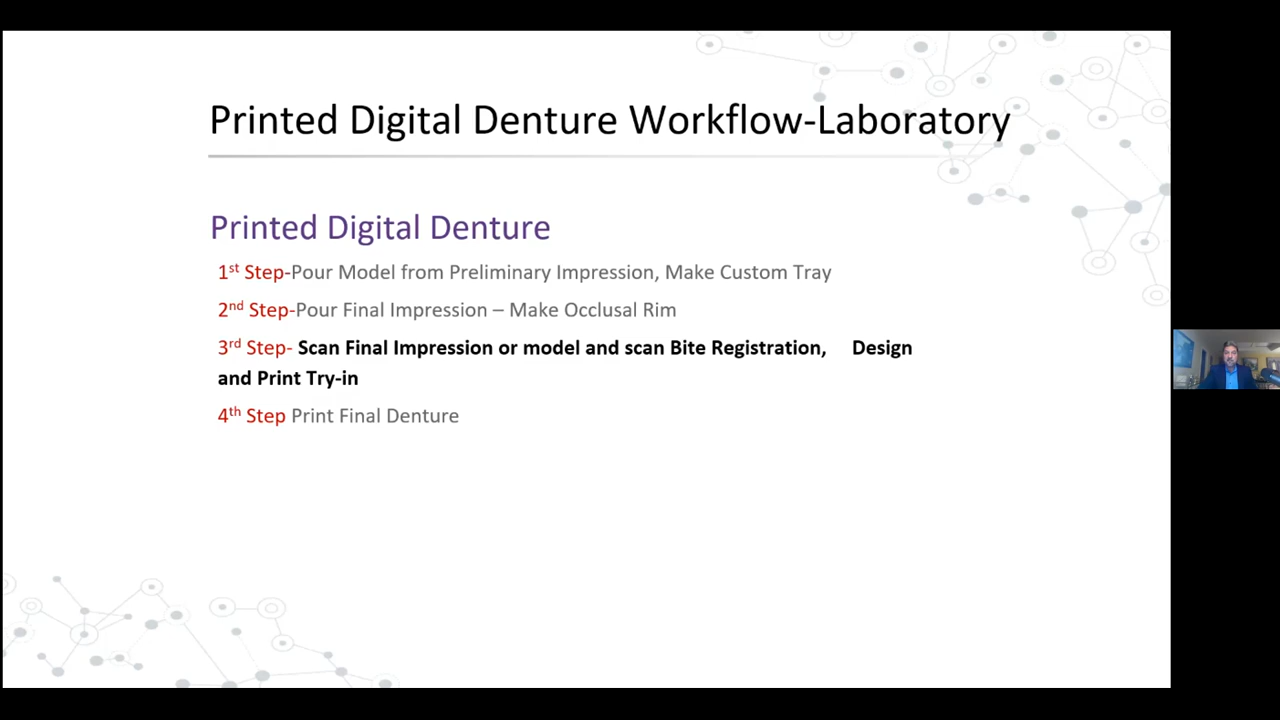 Printed Digital Denture Workflow-Laboratory
Printed Digital Denture
1st Step-Pour Model from Preliminary Impression, Make Custom Tray
2nd Step-Pour Final Impression – Make Occlusal Rim
3rd Step- Scan Final Impression or model and scan Bite Registration, Design
and Print Try-in
4th Step Print Final Denture